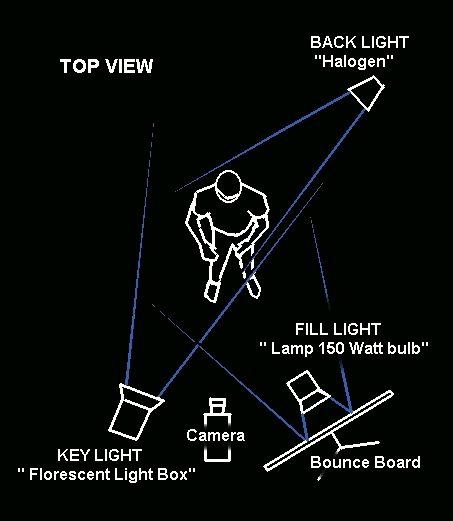 BACK LIGHT
"Halogen"
TOP VIEW
FILL LIGHT
" Lamp 150 Watt bulb"
Camera
KEY LIGHT
" Florescent Light Box"
Bounce Board